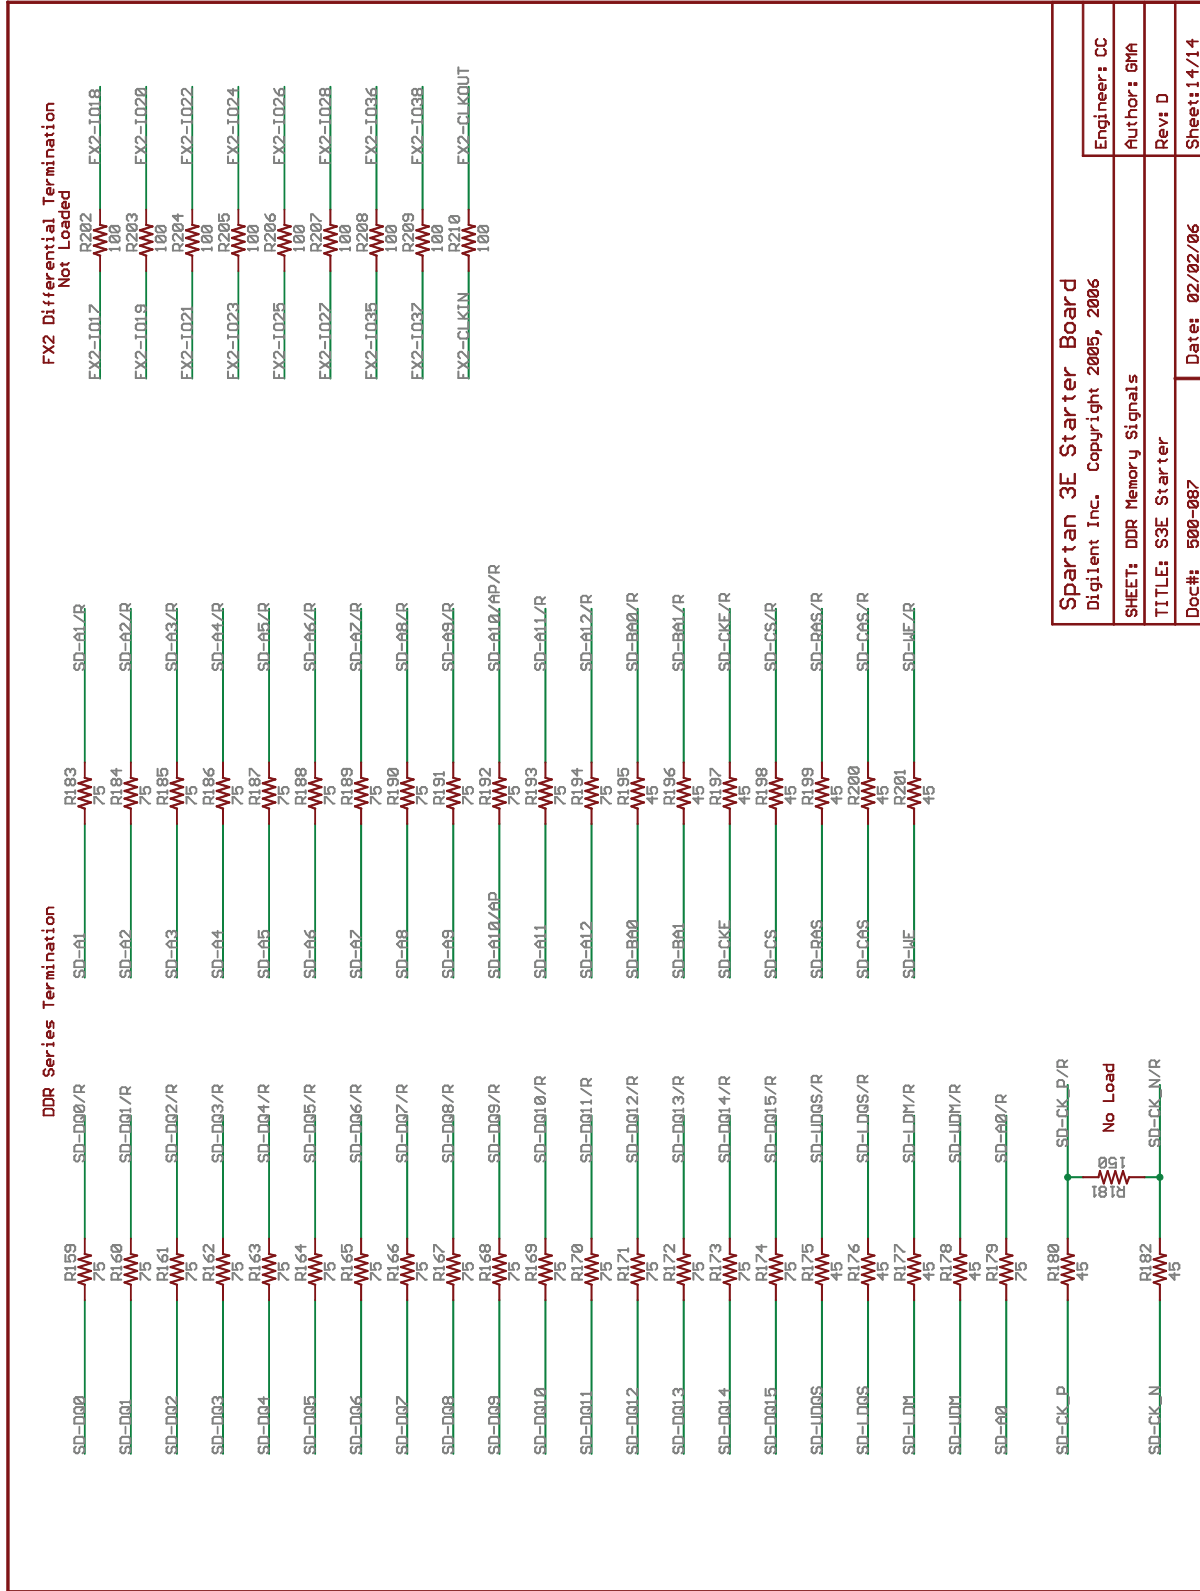 DDR Series Termination
SD-DQ0 R159 75 SD-DQ0/R
SD-DQ1 R160 75 SD-DQ1/R
SD-DQ2 R161 75 SD-DQ2/R
SD-DQ3 R162 75 SD-DQ3/R
SD-DQ4 R163 75 SD-DQ4/R
SD-DQ5 R164 75 SD-DQ5/R
SD-DQ6 R165 75 SD-DQ6/R
SD-DQ7 R166 75 SD-DQ7/R
SD-DQ8 R167 75 SD-DQ8/R
SD-DQ9 R168 75 SD-DQ9/R
SD-DQ10 R169 75 SD-DQ10/R
SD-DQ11 R170 75 SD-DQ11/R
SD-DQ12 R171 75 SD-DQ12/R
SD-DQ13 R172 75 SD-DQ13/R
SD-DQ14 R173 75 SD-DQ14/R
SD-DQ15 R174 75 SD-DQ15/R
SD-UDQS R175 45 SD-UDQS/R
SD-LDQS R176 45 SD-LDQS/R
SD-LDM R177 45 SD-LDM/R
SD-UDM R178 45 SD-UDM/R
SD-A0 R179 75 SD-A0/R
SD-CK_P R180 45 SD-CK_P/R
R181 150 No Load
SD-CK_N R182 45 SD-CK_N/R
SD-A1 R183 75 SD-A1/R
SD-A2 R184 75 SD-A2/R
SD-A3 R185 75 SD-A3/R
SD-A4 R186 75 SD-A4/R
SD-A5 R187 75 SD-A5/R
SD-A6 R188 75 SD-A6/R
SD-A7 R189 75 SD-A7/R
SD-A8 R190 75 SD-A8/R
SD-A9 R191 75 SD-A9/R
SD-A10/AP R192 75 SD-A10/AP/R
SD-A11 R193 75 SD-A11/R
SD-A12 R194 75 SD-A12/R
SD-BA0 R195 45 SD-BA0/R
SD-BA1 R196 45 SD-BA1/R
SD-CKE R197 45 SD-CKE/R
SD-CS R198 45 SD-CS/R
SD-RAS R199 45 SD-RAS/R
SD-CAS R200 45 SD-CAS/R
SD-WE R201 45 SD-WE/R
FX2 Differential Termination
Not Loaded
FX2-IO17 R202 100 FX2-IO18
FX2-IO19 R203 100 FX2-IO20
FX2-IO21 R204 100 FX2-IO22
FX2-IO23 R205 100 FX2-IO24
FX2-IO25 R206 100 FX2-IO26
FX2-IO27 R207 100 FX2-IO28
FX2-IO35 R208 100 FX2-IO36
FX2-IO37 R209 100 FX2-IO38
FX2-CLKIN R210 100 FX2-CLKOUT
Spartan 3E Starter Board
Digilent Inc. Copyright 2005, 2006 Engineer: CC
SHEET: DDR Memory Signals Author: GMA
TITLE: S3E Starter Rev: D
Doc#: 500-087 Date: 02/02/06 Sheet:14/14